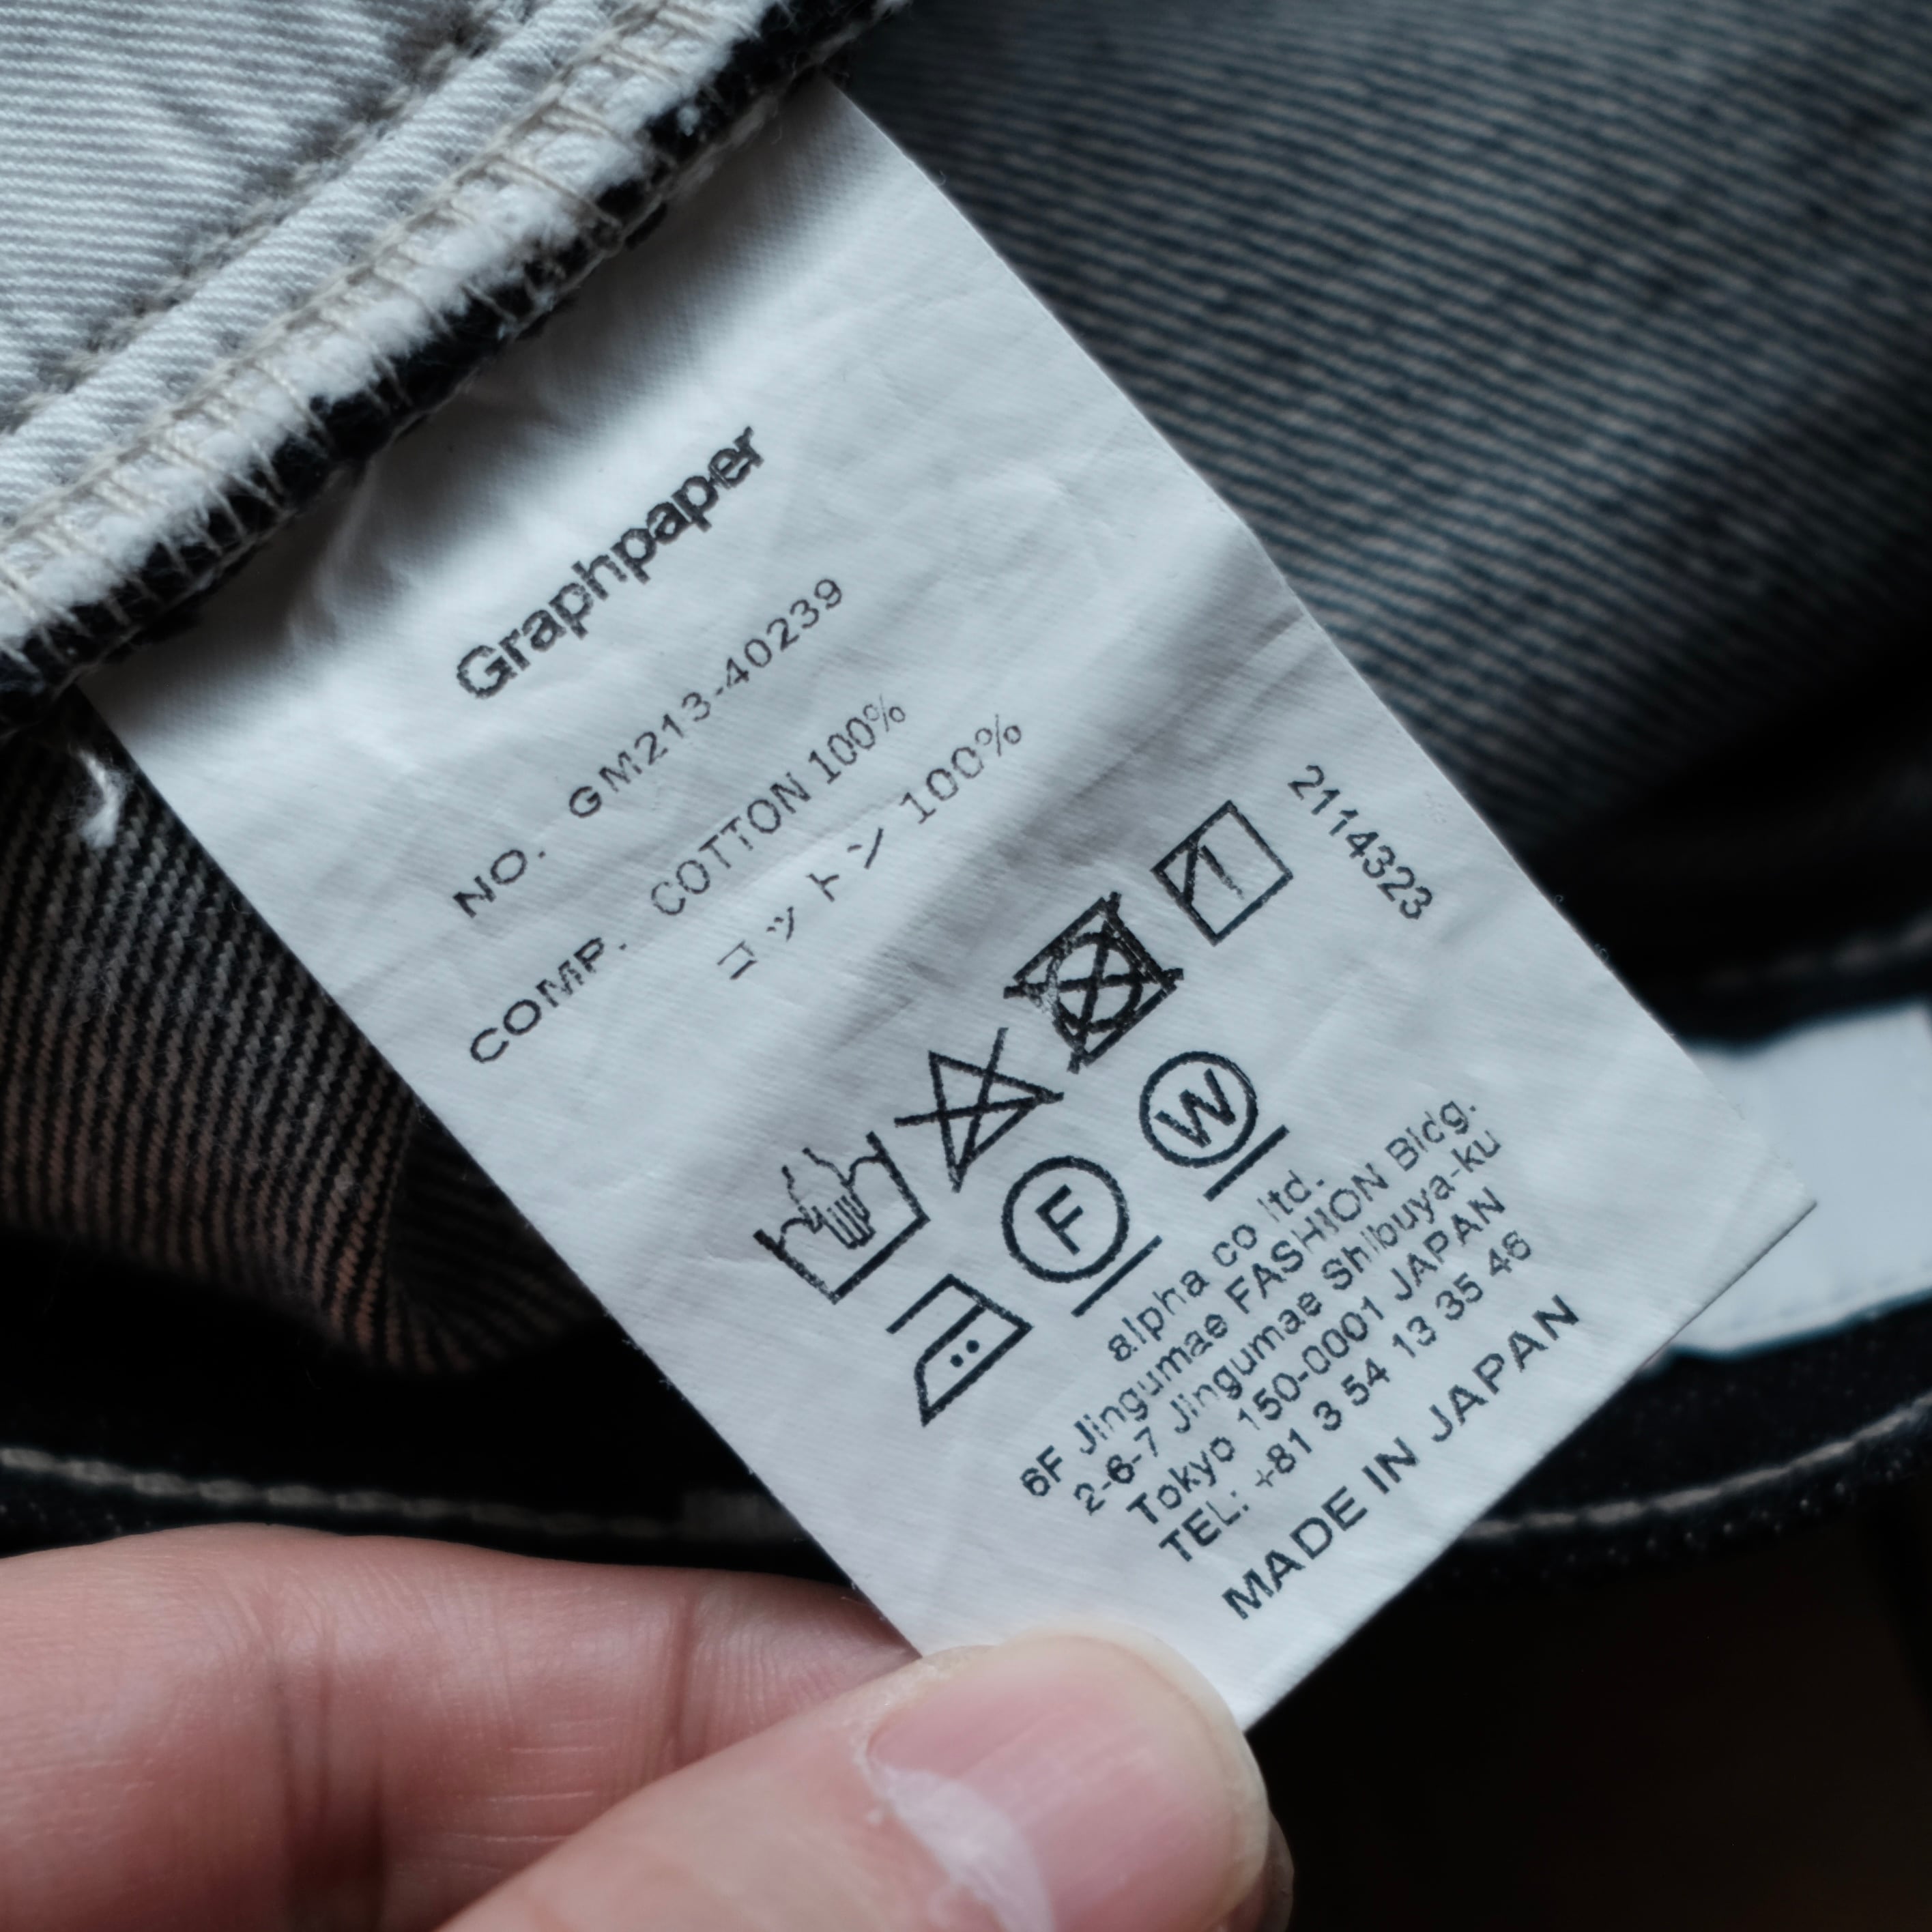 Graphpaper
NO. GM213-40239
COMP. COTTON 100%
コットン 100%
2114323
F
W
alpha co ltd.
6F Jingumae FASHION Bldg.
2-6-7 Jingumae Shibuya-ku
Tokyo 150-0001 JAPAN
TEL: +81 3 54 13 35 46
MADE IN JAPAN